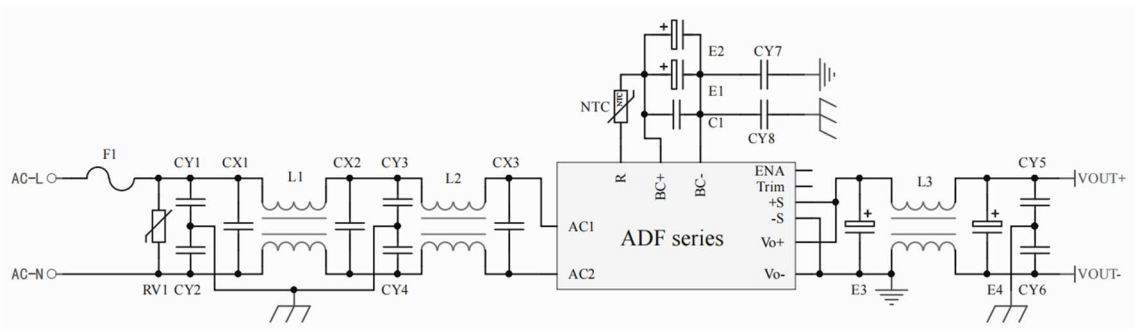 E2
CY7
E1
NTC
NTC
C1
CY8
F1
CY1
CX1
L1
CX2
CY3
L2
CX3
R
BC+
BC-
ENA
Trim
+S
-S
Vo+
Vo-
AC1
AC2
ADF series
L3
CY5
AC-L
VOUT+
AC-N
VOUT-
RV1
CY2
CY4
E3
E4
CY6